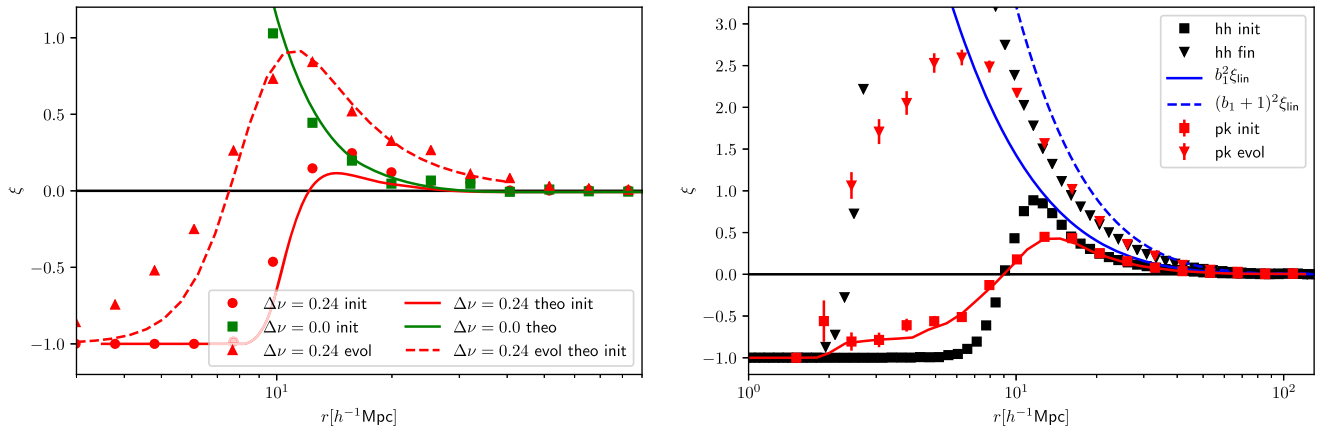 ξ
1.0
0.5
0.0
−0.5
−1.0
Δν = 0.24 init
Δν = 0.0 init
Δν = 0.24 evol
Δν = 0.24 theo init
Δν = 0.0 theo
Δν = 0.24 evol theo init
10¹
r[h⁻¹Mpc]
ξ
3.0
2.5
2.0
1.5
1.0
0.5
0.0
−0.5
−1.0
hh init
hh fin
b₁²ξ_lin
(b₁ + 1)²ξ_lin
pk init
pk evol
10⁰
10¹
10²
r[h⁻¹Mpc]